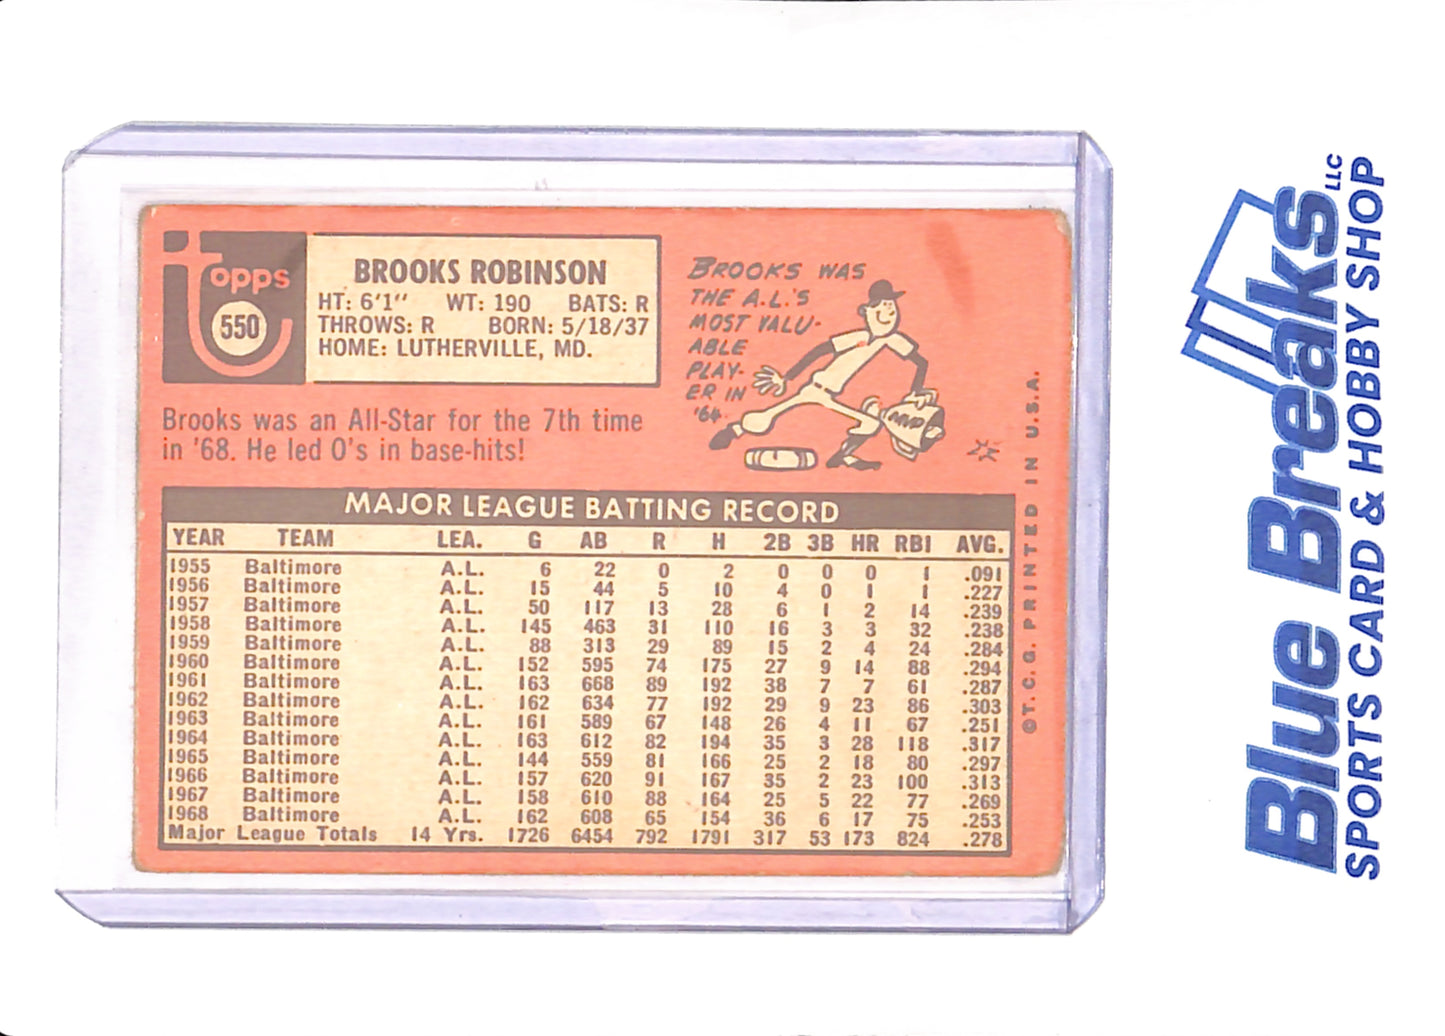 Topps
550
BROOKS ROBINSON
HT: 6'1" WT: 190 BATS: R
THROWS: R BORN: 5/18/37
HOME: LUTHERVILLE, MD.
Brooks was an All-Star for the 7th time
in '68. He led O's in base-hits!
BROOKS WAS
THE A.L.'S
MOST VALU-
ABLE
PLAY-
ER IN
'64.
MVP
MAJOR LEAGUE BATTING RECORD
YEAR TEAM LEA. G AB R H 2B 3B HR RBI AVG.
1955 Baltimore A.L. 6 22 0 2 0 0 0 1 .091
1956 Baltimore A.L. 15 44 5 10 4 0 1 1 .227
1957 Baltimore A.L. 50 117 13 28 6 1 2 14 .239
1958 Baltimore A.L. 145 463 31 110 16 3 3 32 .238
1959 Baltimore A.L. 88 313 29 89 15 2 4 24 .284
1960 Baltimore A.L. 152 595 74 175 27 9 14 88 .294
1961 Baltimore A.L. 163 668 89 192 38 7 7 61 .287
1962 Baltimore A.L. 162 634 77 192 29 9 23 86 .303
1963 Baltimore A.L. 161 589 67 148 26 4 11 67 .251
1964 Baltimore A.L. 163 612 82 194 35 3 28 118 .317
1965 Baltimore A.L. 144 559 81 166 25 2 18 80 .297
1966 Baltimore A.L. 157 620 91 167 35 2 23 100 .313
1967 Baltimore A.L. 158 610 88 164 25 5 22 77 .269
1968 Baltimore A.L. 162 608 65 154 36 6 17 75 .253
Major League Totals 14 Yrs. 1726 6454 792 1791 317 53 173 824 .278
©T.C.G. PRINTED IN U.S.A.
Blue Breaks LLC
SPORTS CARD & HOBBY SHOP